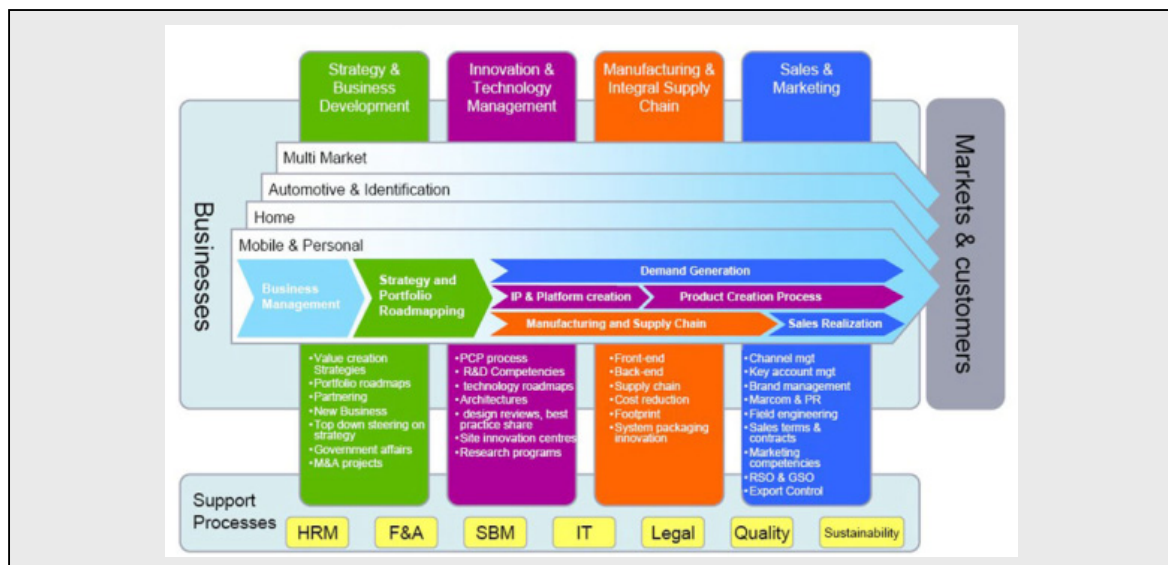 Strategy &
Business
Development
Innovation &
Technology
Management
Manufacturing &
Integral Supply
Chain
Sales &
Marketing
Businesses
Markets & customers
Multi Market
Automotive & Identification
Home
Mobile & Personal
Business
Management
Strategy and
Portfolio
Roadmapping
Demand Generation
IP & Platform creation
Product Creation Process
Manufacturing and Supply Chain
Sales Realization
•Value creation
Strategies
•Portfolio roadmaps
•Partnering
•New Business
•Top down steering on
strategy
•Government affairs
•M&A projects
•PCP process
• R&D Competencies
• technology roadmaps
•Architectures
• design reviews, best
practice share
•Site innovation centres
•Research programs
•Front-end
•Back-end
•Supply chain
•Cost reduction
•Footprint
•System packaging
innovation
•Channel mgt
•Key account mgt
•Brand management
•Marcom & PR
•Field engineering
•Sales terms &
contracts
•Marketing
competencies
•RSO & GSO
•Export Control
Support
Processes
HRM
F&A
SBM
IT
Legal
Quality
Sustainability